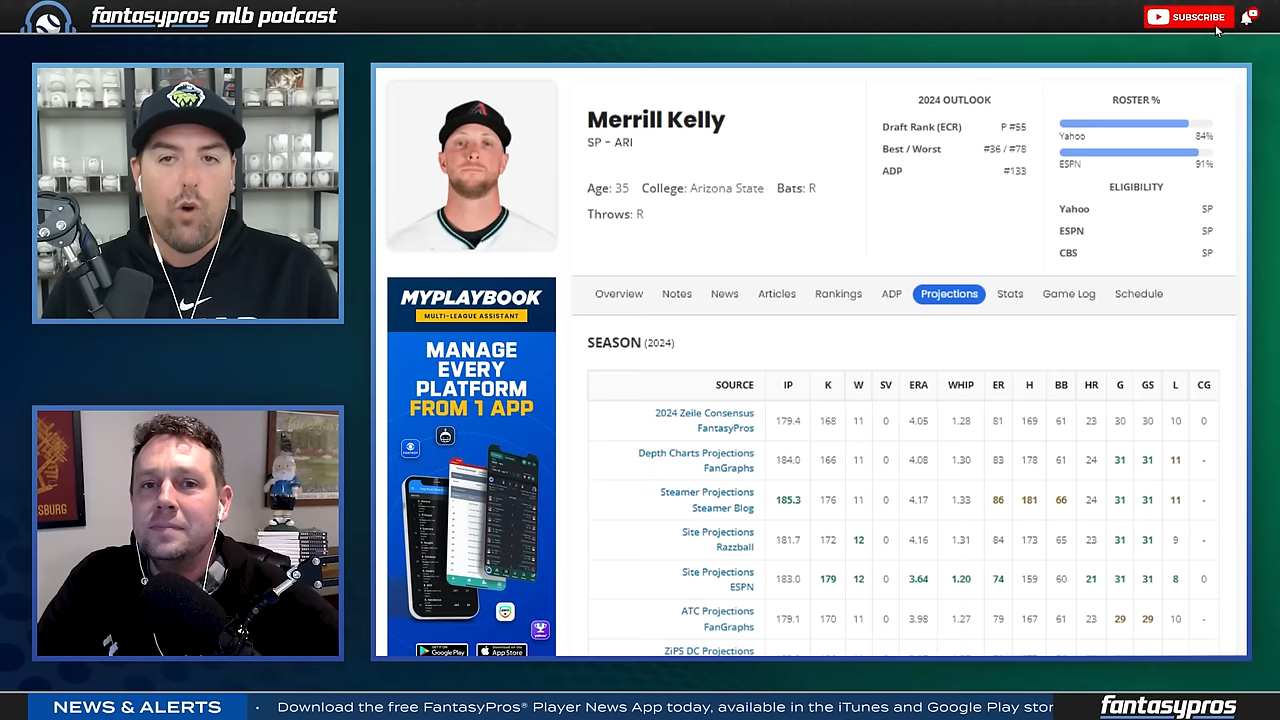 fantasypros mlb podcast
SUBSCRIBE
Merrill Kelly
SP - ARI
Age: 35 College: Arizona State Bats: R
Throws: R
2024 OUTLOOK
Draft Rank (ECR) P #55
Best / Worst #36 / #78
ADP #133
ROSTER %
Yahoo 84%
ESPN 91%
ELIGIBILITY
Yahoo SP
ESPN SP
CBS SP
MYPLAYBOOK
MULTI-LEAGUE ASSISTANT
MANAGE
EVERY
PLATFORM
FROM 1 APP
GET IT ON
Google Play
App Store
Overview Notes News Articles Rankings ADP Projections Stats Game Log Schedule
SEASON (2024)
SOURCE IP K W SV ERA WHIP ER H BB HR G GS L CG
2024 Zeile Consensus
FantasyPros 179.4 168 11 0 4.05 1.28 81 169 61 23 30 30 10 0
Depth Charts Projections
FanGraphs 184.0 166 11 0 4.08 1.30 83 178 61 24 31 31 11 -
Steamer Projections
Steamer Blog 185.3 176 11 0 4.17 1.33 86 181 66 24 31 31 11 -
Site Projections
Razzball 181.7 172 12 0 4.16 1.31 84 173 65 23 31 31 9 -
Site Projections
ESPN 183.0 179 12 0 3.64 1.20 74 159 60 21 31 31 8 0
ATC Projections
FanGraphs 179.1 170 11 0 3.98 1.27 79 167 61 23 29 29 10 -
ZiPS DC Projections
SBURG
NEWS & ALERTS · Download the free FantasyPros® Player News App today, available in the iTunes and Google Play stor
fantasypros